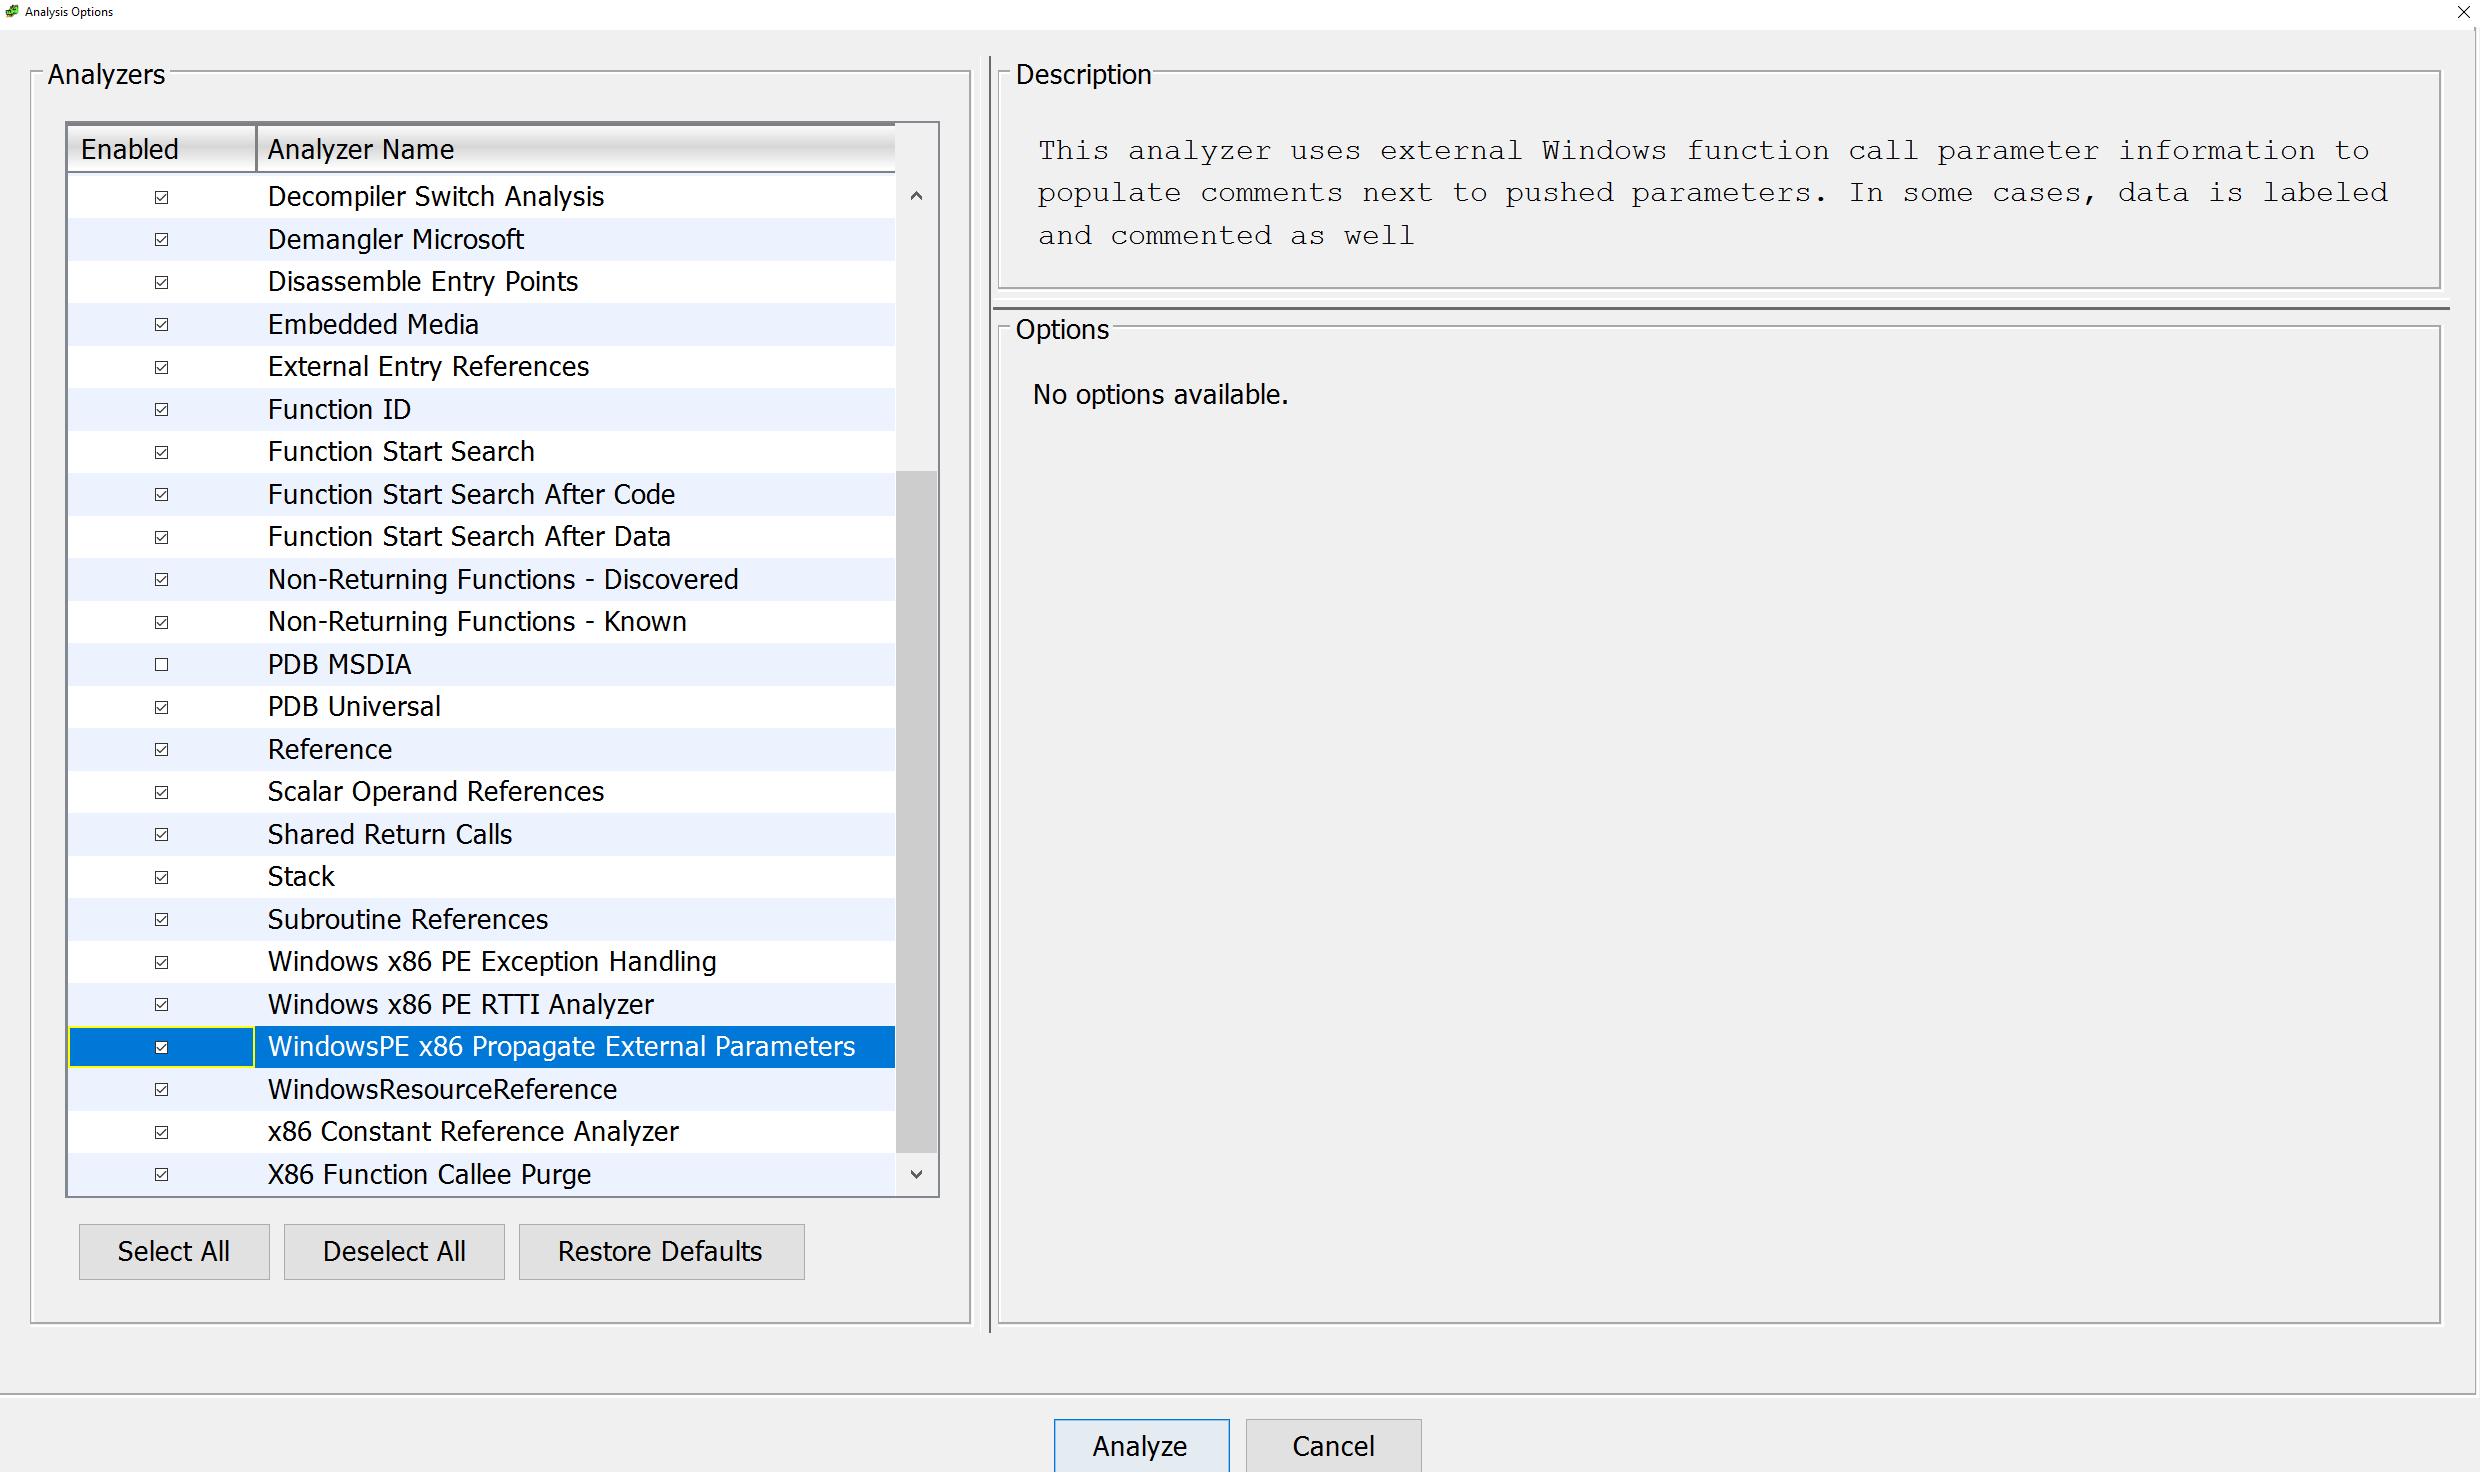 Analysis Options
Analyzers
Enabled Analyzer Name
Decompiler Switch Analysis
Demangler Microsoft
Disassemble Entry Points
Embedded Media
External Entry References
Function ID
Function Start Search
Function Start Search After Code
Function Start Search After Data
Non-Returning Functions - Discovered
Non-Returning Functions - Known
PDB MSDIA
PDB Universal
Reference
Scalar Operand References
Shared Return Calls
Stack
Subroutine References
Windows x86 PE Exception Handling
Windows x86 PE RTTI Analyzer
WindowsPE x86 Propagate External Parameters
WindowsResourceReference
x86 Constant Reference Analyzer
X86 Function Callee Purge
Select All Deselect All Restore Defaults
Description
This analyzer uses external Windows function call parameter information to
populate comments next to pushed parameters. In some cases, data is labeled
and commented as well
Options
No options available.
Analyze Cancel